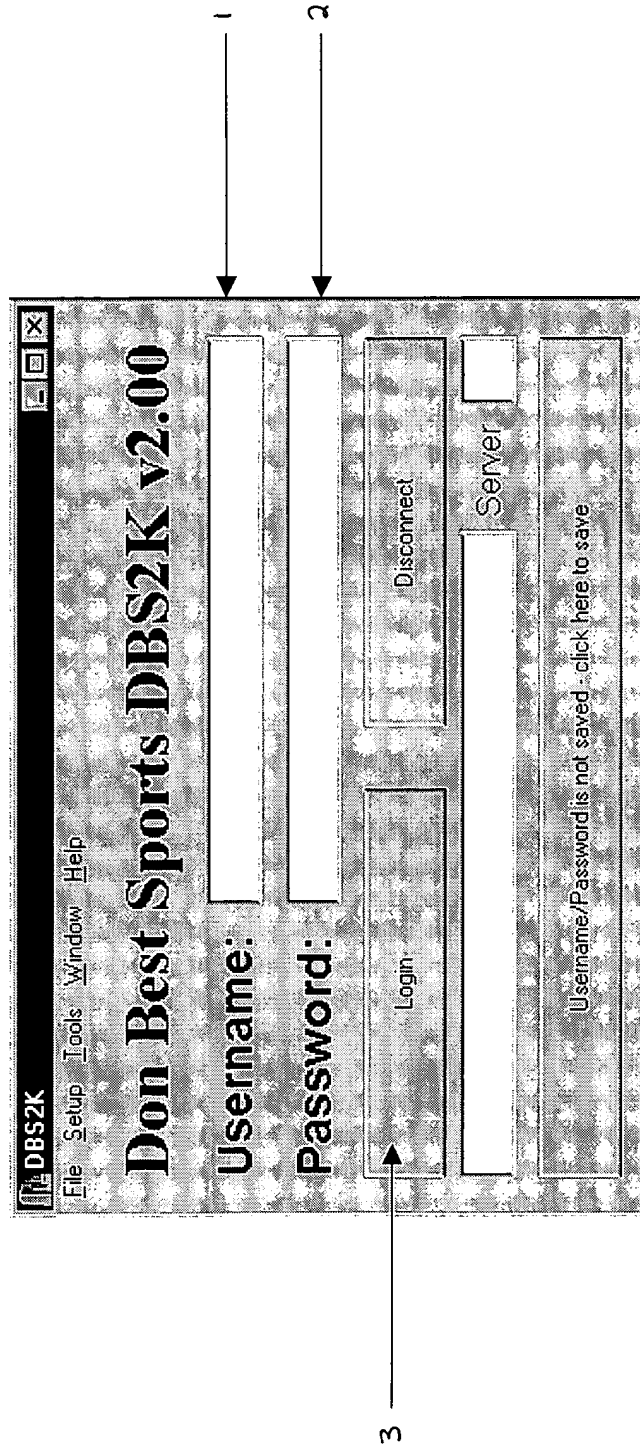 DBS2K
File Setup Tools Window Help
Don Best Sports DBS2K v2.00
Username:
1
Password:
2
3
Login Disconnect
Server
Username/Password is not saved - click here to save